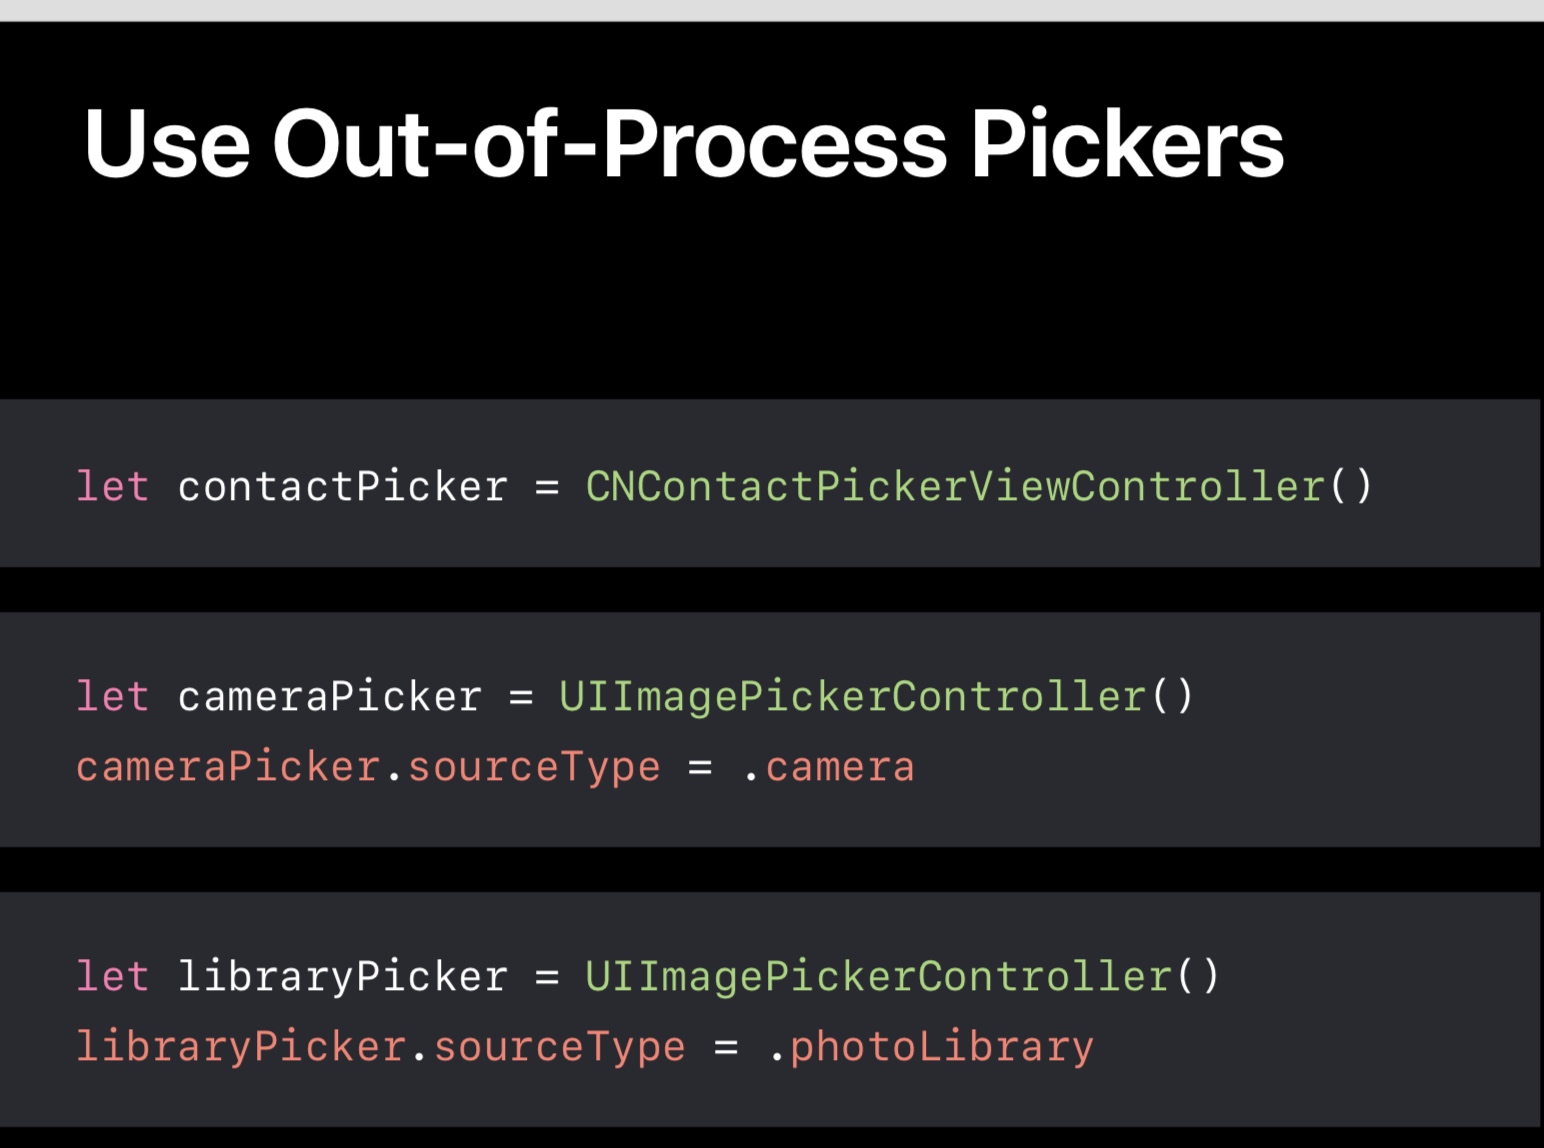 Use Out-of-Process Pickers
let contactPicker = CNContactPickerViewController()
let cameraPicker = UIImagePickerController()
cameraPicker.sourceType = .camera
let libraryPicker = UIImagePickerController()
libraryPicker.sourceType = .photoLibrary